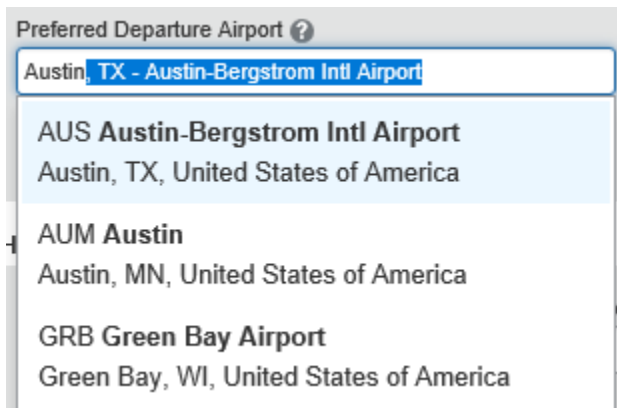 Preferred Departure Airport ?
Austin, TX - Austin-Bergstrom Intl Airport
AUS Austin-Bergstrom Intl Airport
Austin, TX, United States of America
AUM Austin
Austin, MN, United States of America
GRB Green Bay Airport
Green Bay, WI, United States of America